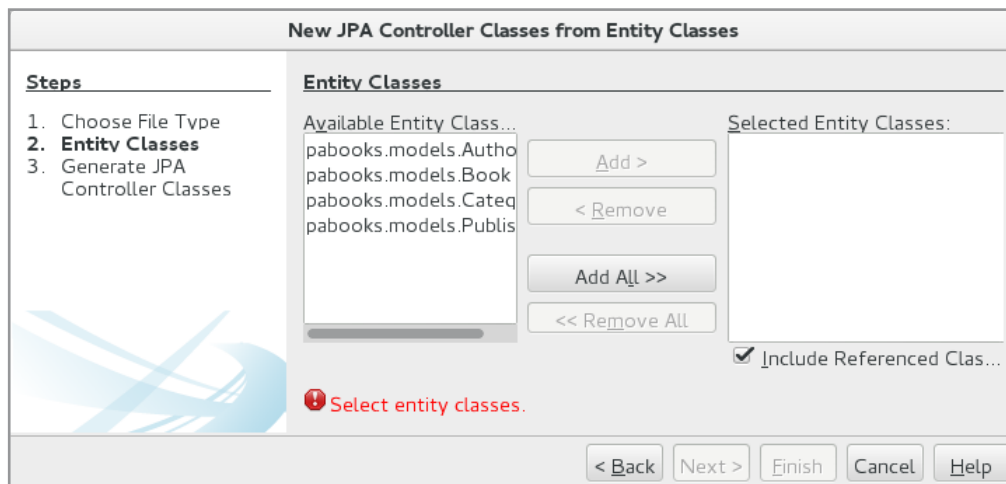 New JPA Controller Classes from Entity Classes
Steps
1. Choose File Type
2. Entity Classes
3. Generate JPA
Controller Classes
Entity Classes
Available Entity Class...
pabooks.models.Autho
pabooks.models.Book
pabooks.models.Categ
pabooks.models.Publis
Add >
< Remove
Add All >>
<< Remove All
Selected Entity Classes:
Include Referenced Clas...
Select entity classes.
< Back
Next >
Finish
Cancel
Help